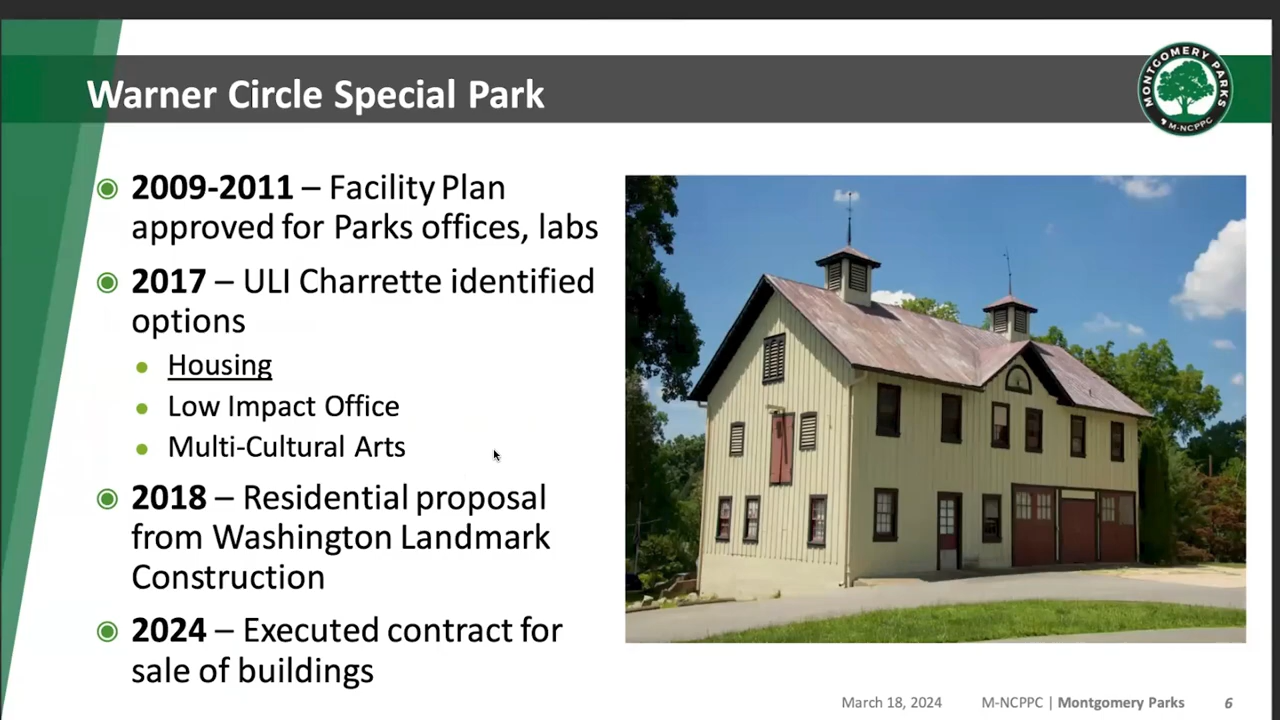 Warner Circle Special Park
MONTGOMERY PARKS
M-NCPPC
2009-2011 – Facility Plan
approved for Parks offices, labs
2017 – ULI Charrette identified
options
Housing
Low Impact Office
Multi-Cultural Arts
2018 – Residential proposal
from Washington Landmark
Construction
2024 – Executed contract for
sale of buildings
March 18, 2024 M-NCPPC | Montgomery Parks 6